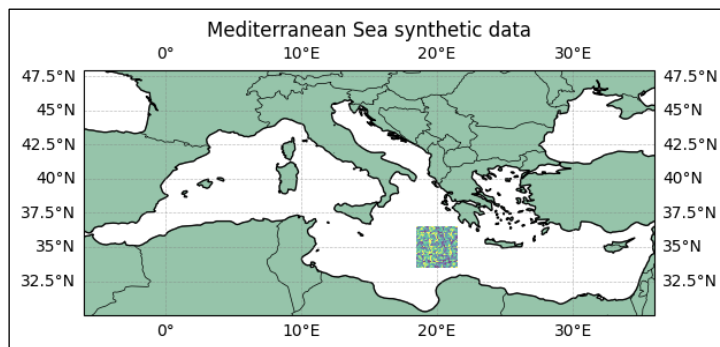 Mediterranean Sea synthetic data
0° 10°E 20°E 30°E
47.5°N 47.5°N
45°N 45°N
42.5°N 42.5°N
40°N 40°N
37.5°N 37.5°N
35°N 35°N
32.5°N 32.5°N
0° 10°E 20°E 30°E